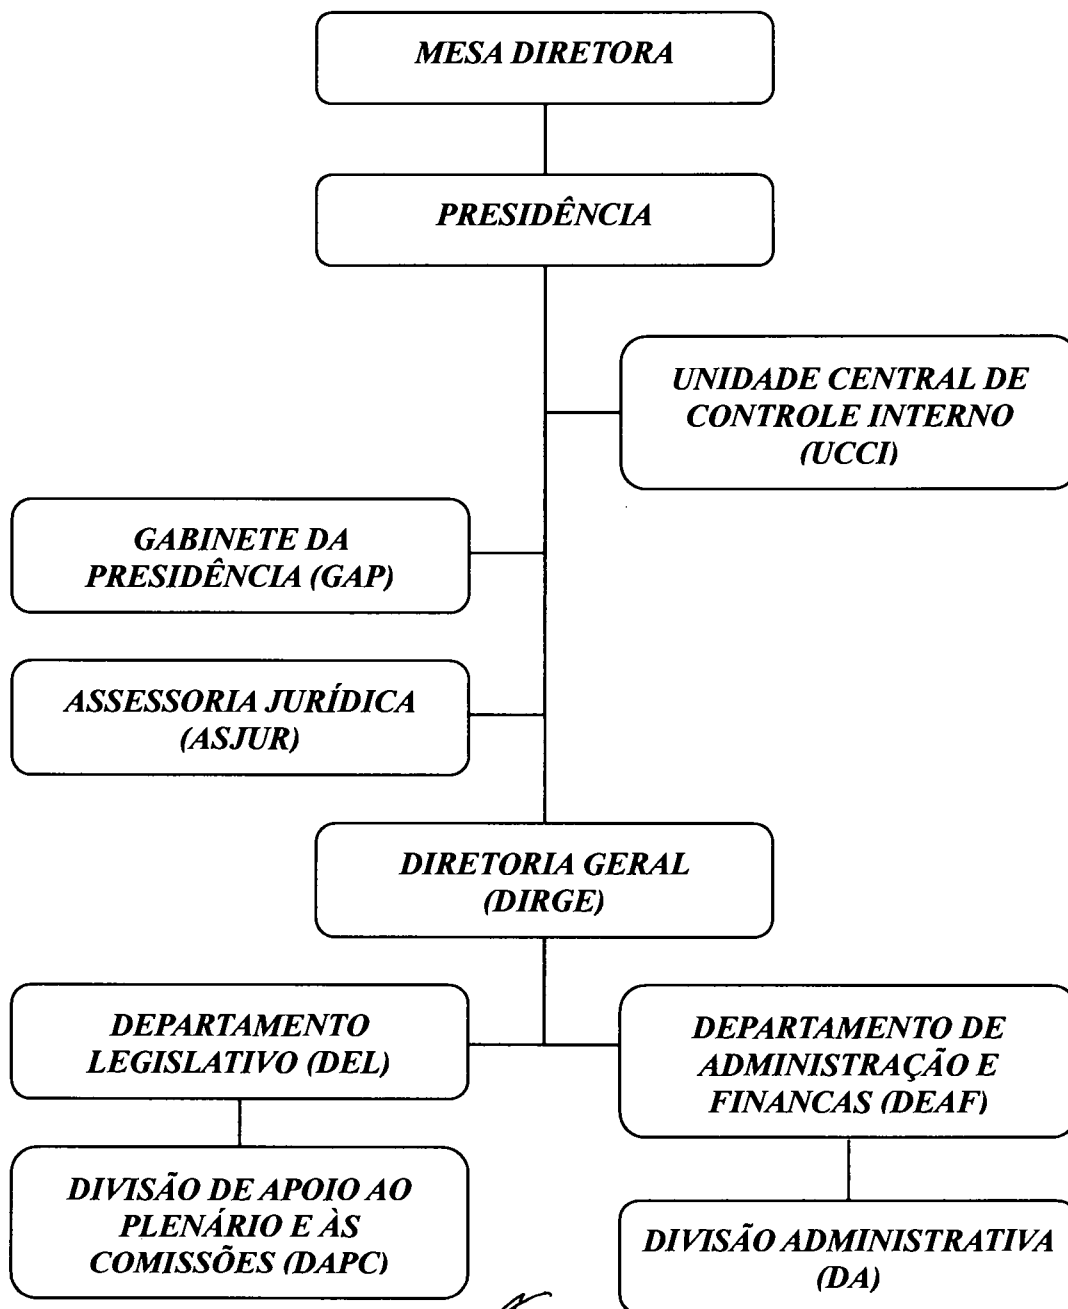 MESA DIRETORA
PRESIDÊNCIA
UNIDADE CENTRAL DE
CONTROLE INTERNO
(UCCI)
GABINETE DA
PRESIDÊNCIA (GAP)
ASSESSORIA JURÍDICA
(ASJUR)
DIRETORIA GERAL
(DIRGE)
DEPARTAMENTO
LEGISLATIVO (DEL)
DEPARTAMENTO DE
ADMINISTRAÇÃO E
FINANCAS (DEAF)
DIVISÃO DE APOIO AO
PLENÁRIO E ÀS
COMISSÕES (DAPC)
DIVISÃO ADMINISTRATIVA
(DA)